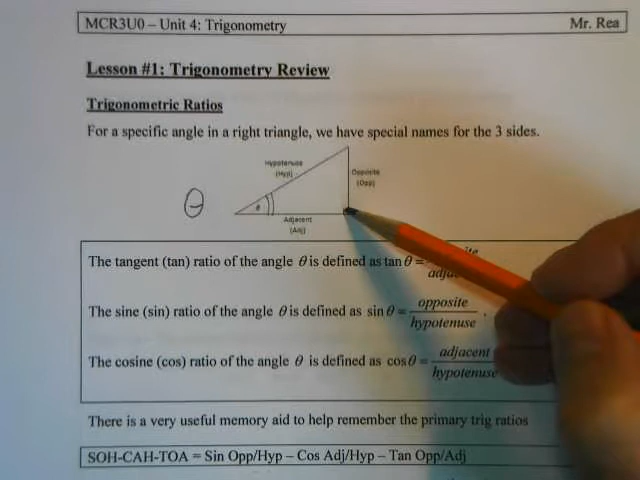 MCR3U0 – Unit 4: Trigonometry Mr. Rea
Lesson #1: Trigonometry Review
Trigonometric Ratios
For a specific angle in a right triangle, we have special names for the 3 sides.
Hypotenuse
(Hyp)
Opposite
(Opp)
θ
θ
Adjacent
(Adj)
The tangent (tan) ratio of the angle θ is defined as tan θ =
The sine (sin) ratio of the angle θ is defined as sin θ = opposite
hypotenuse .
The cosine (cos) ratio of the angle θ is defined as cos θ = adjacent
hypotenuse
There is a very useful memory aid to help remember the primary trig ratios
SOH-CAH-TOA = Sin Opp/Hyp – Cos Adj/Hyp – Tan Opp/Adj